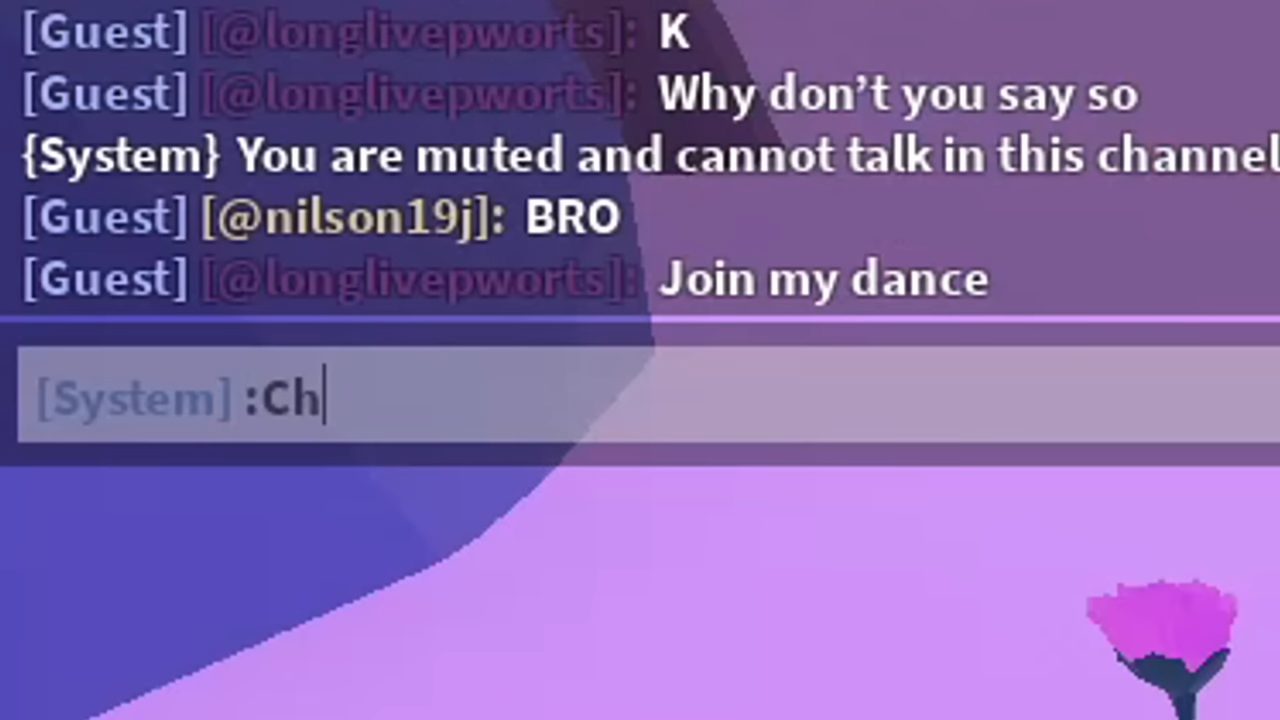 [Guest] [@longlivepworts]: K
[Guest] [@longlivepworts]: Why don’t you say so
{System} You are muted and cannot talk in this channel
[Guest] [@nilson19j]: BRO
[Guest] [@longlivepworts]: Join my dance
[System] :Ch